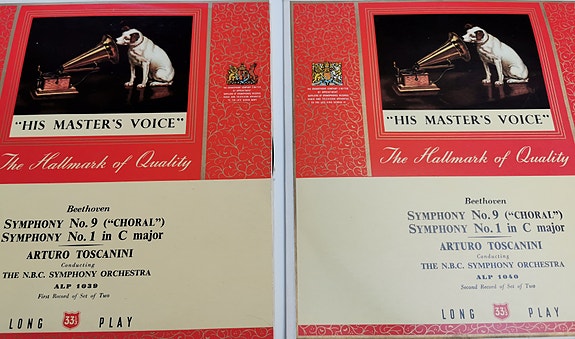 "HIS MASTER'S VOICE"
The Hallmark of Quality
Beethoven
SYMPHONY No. 9 ("CHORAL")
SYMPHONY No. 1 in C major
ARTURO TOSCANINI
Conducting
THE N.B.C. SYMPHONY ORCHESTRA
ALP 1039
First Record of Set of Two
LONG 33⅓ PLAY
"HIS MASTER'S VOICE"
The Hallmark of Quality
Beethoven
SYMPHONY No. 9 ("CHORAL")
SYMPHONY No. 1 in C major
ARTURO TOSCANINI
Conducting
THE N.B.C. SYMPHONY ORCHESTRA
ALP 1040
Second Record of Set of Two
LONG 33⅓ PLAY